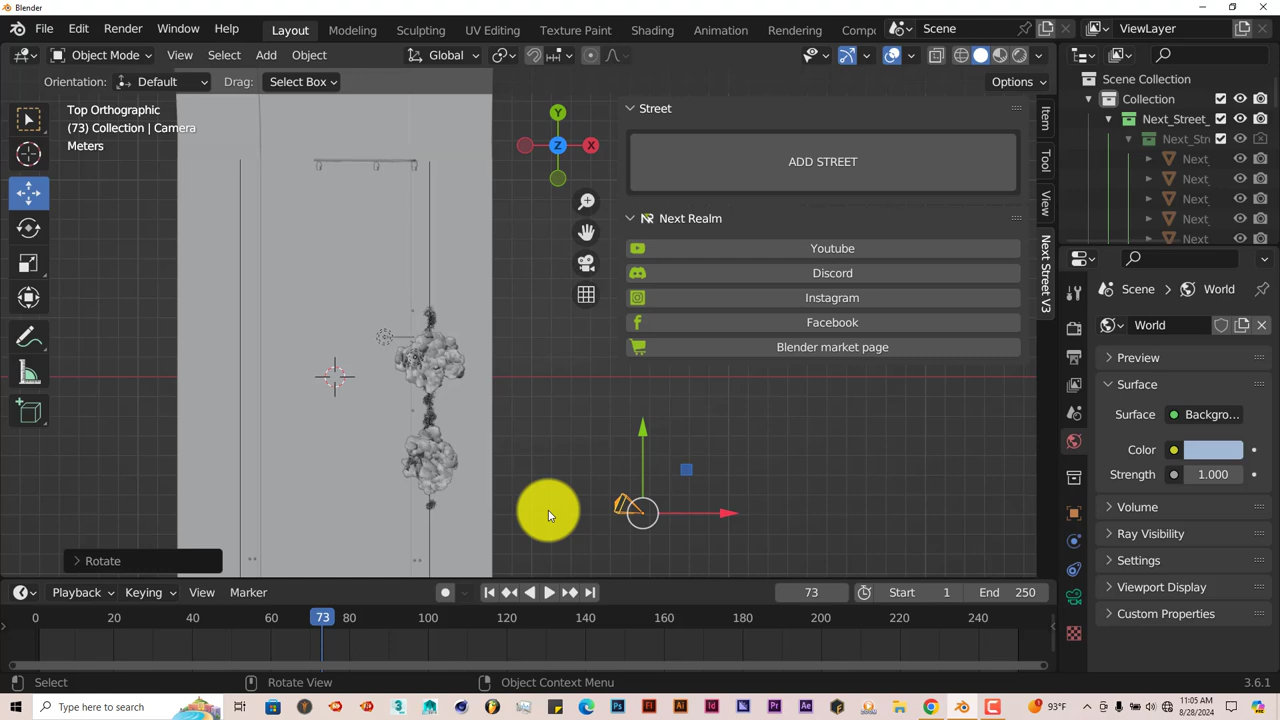 Blender
File Edit Render Window Help Layout Modeling Sculpting UV Editing Texture Paint Shading Animation Rendering Comp Scene ViewLayer
Object Mode View Select Add Object Global
Orientation: Default Drag: Select Box Options
Top Orthographic
(73) Collection | Camera
Meters
Y
Z X
Street
ADD STREET
Next Realm
Youtube
Discord
Instagram
Facebook
Blender market page
Item
Tool
View
Next Street V3
Scene Collection
Collection
Next_Street_
Next_Str
Next_
Next_
Next_
Next_
Next_
Scene World
World
Preview
Surface
Surface Backgro...
Color
Strength 1.000
Volume
Ray Visibility
Settings
Viewport Display
Custom Properties
Rotate
Playback Keying View Marker 73 Start 1 End 250
0 20 40 60 73 80 100 120 140 160 180 200 220 240
Select Rotate View Object Context Menu 3.6.1
Type here to search 93°F 11:05 AM
8/28/2024